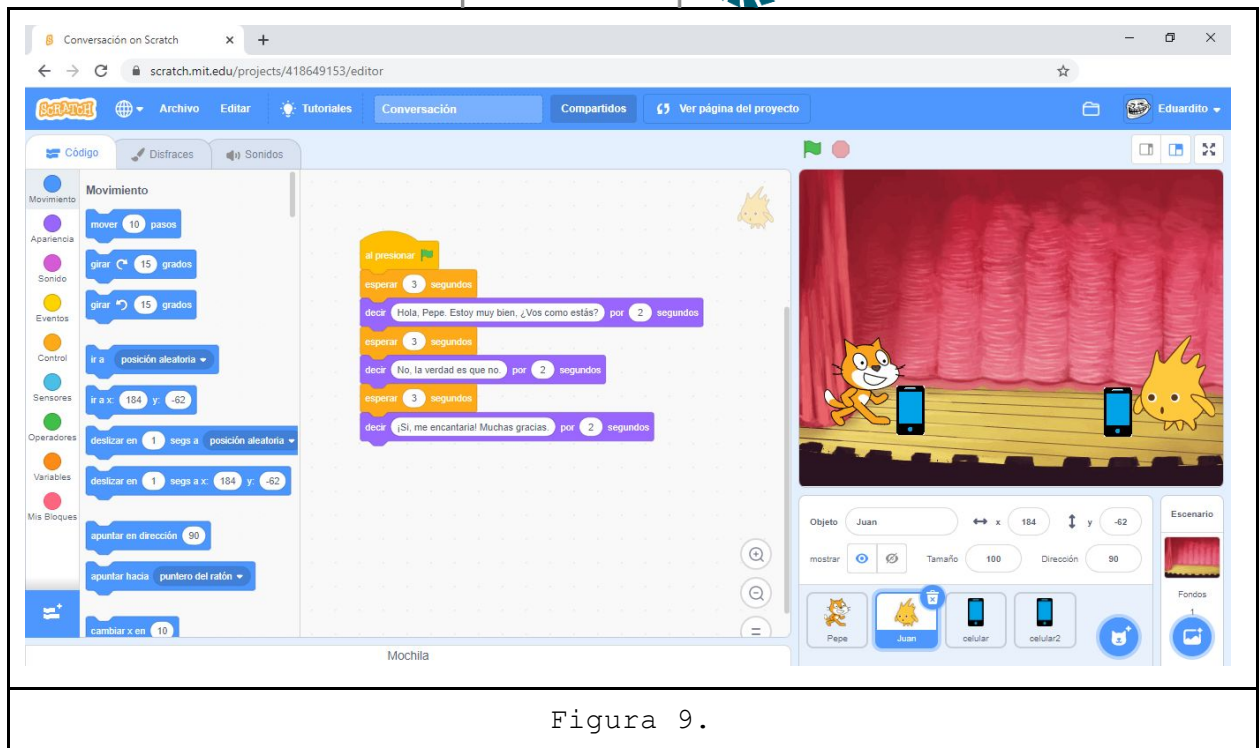 Conversación on Scratch
scratch.mit.edu/projects/418649153/editor
SCRATCH Archivo Editar Tutoriales Conversación Compartidos Ver página del proyecto Eduardito
Código Disfraces Sonidos
Movimiento
Apariencia
Sonido
Eventos
Control
Sensores
Operadores
Variables
Mis Bloques
Movimiento
mover 10 pasos
girar 15 grados
girar 15 grados
ir a posición aleatoria
ir a x: 184 y: -62
deslizar en 1 segs a posición aleatoria
deslizar en 1 segs a x: 184 y: -62
apuntar en dirección 90
apuntar hacia puntero del ratón
cambiar x en 10
al presionar
esperar 3 segundos
decir Hola, Pepe. Estoy muy bien, ¿Vos como estás? por 2 segundos
esperar 3 segundos
decir No, la verdad es que no. por 2 segundos
esperar 3 segundos
decir ¡Si, me encantaria! Muchas gracias. por 2 segundos
Mochila
Objeto Juan x 184 y -62
mostrar Tamaño 100 Dirección 90
Pepe Juan celular celular2
Escenario
Fondos
1
Figura 9.